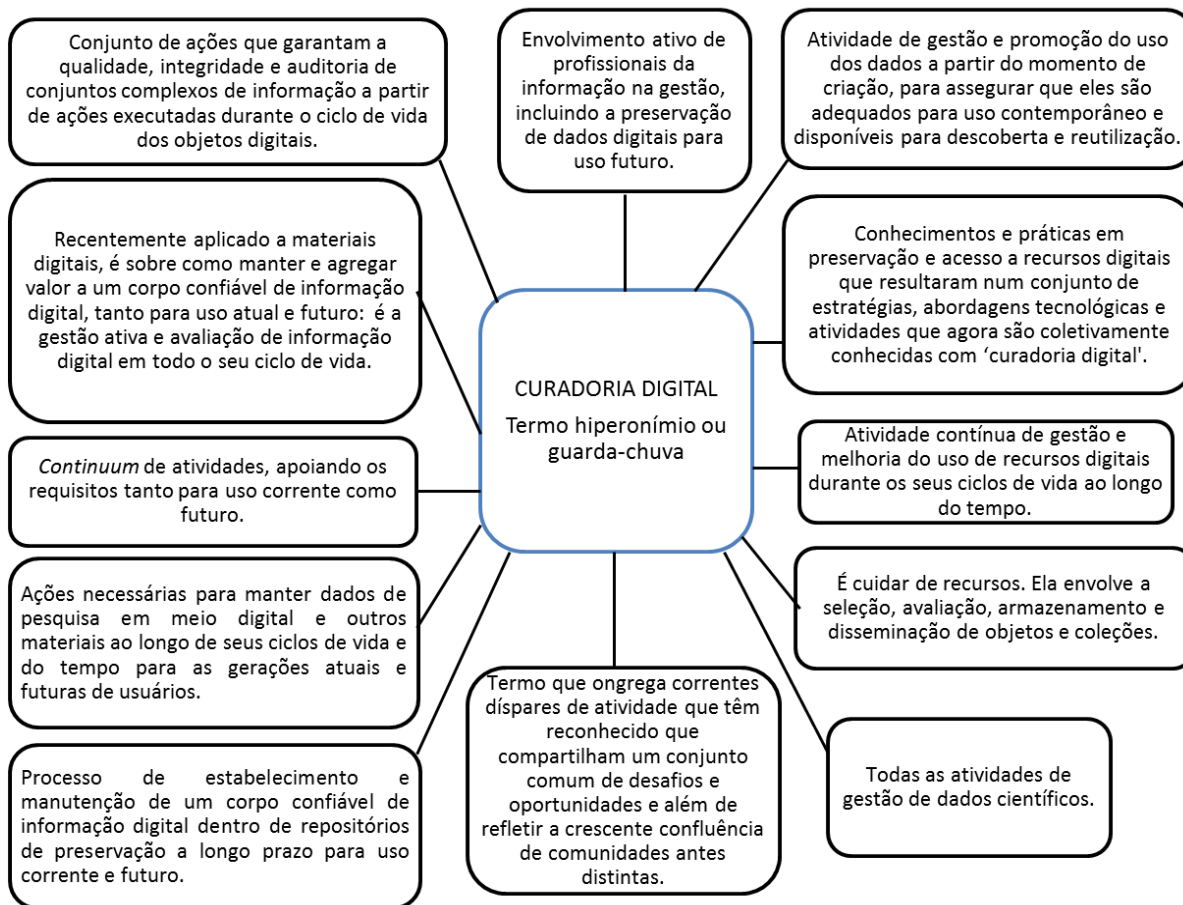 Conjunto de ações que garantam a
qualidade, integridade e auditoria de
conjuntos complexos de informação a partir
de ações executadas durante o ciclo de vida
dos objetos digitais.
Envolvimento ativo de
profissionais da
informação na gestão,
incluindo a preservação
de dados digitais para
uso futuro.
Atividade de gestão e promoção do uso
dos dados a partir do momento de
criação, para assegurar que eles são
adequados para uso contemporâneo e
disponíveis para descoberta e reutilização.
Recentemente aplicado a materiais
digitais, é sobre como manter e agregar
valor a um corpo confiável de informação
digital, tanto para uso atual e futuro: é a
gestão ativa e avaliação de informação
digital em todo o seu ciclo de vida.
Conhecimentos e práticas em
preservação e acesso a recursos digitais
que resultaram num conjunto de
estratégias, abordagens tecnológicas e
atividades que agora são coletivamente
conhecidas com ‘curadoria digital'.
CURADORIA DIGITAL
Termo hiperonímio ou
guarda-chuva
Continuum de atividades, apoiando os
requisitos tanto para uso corrente como
futuro.
Atividade contínua de gestão e
melhoria do uso de recursos digitais
durante os seus ciclos de vida ao longo
do tempo.
Ações necessárias para manter dados de
pesquisa em meio digital e outros
materiais ao longo de seus ciclos de vida e
do tempo para as gerações atuais e
futuras de usuários.
É cuidar de recursos. Ela envolve a
seleção, avaliação, armazenamento e
disseminação de objetos e coleções.
Processo de estabelecimento e
manutenção de um corpo confiável de
informação digital dentro de repositórios
de preservação a longo prazo para uso
corrente e futuro.
Termo que ongrega correntes
díspares de atividade que têm
reconhecido que
compartilham um conjunto
comum de desafios e
oportunidades e além de
refletir a crescente confluência
de comunidades antes
distintas.
Todas as atividades de
gestão de dados científicos.